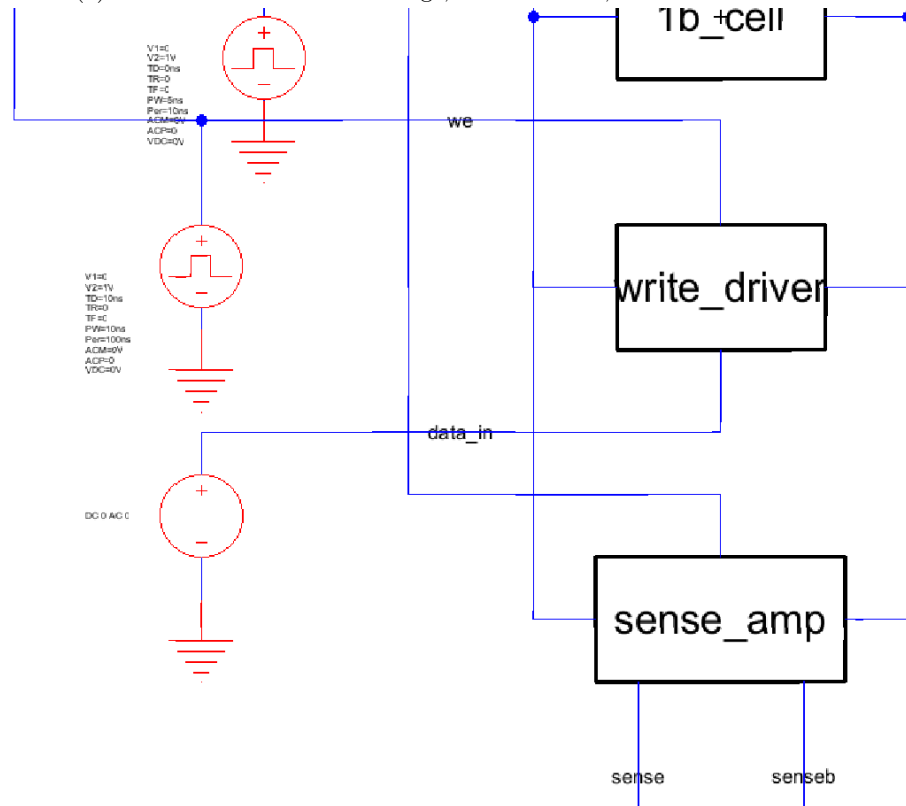 1b_cell
V1=0
V2=1V
TD=0ns
TR=0
TF=0
PW=5ns
Per=10ns
ACM=0V
ACP=0
VDC=0V
we
write_driver
V1=0
V2=1V
TD=10ns
TR=0
TF=0
PW=10ns
Per=100ns
ACM=0V
ACP=0
VDC=0V
data_in
DC 0 AC 0
sense_amp
sense senseb